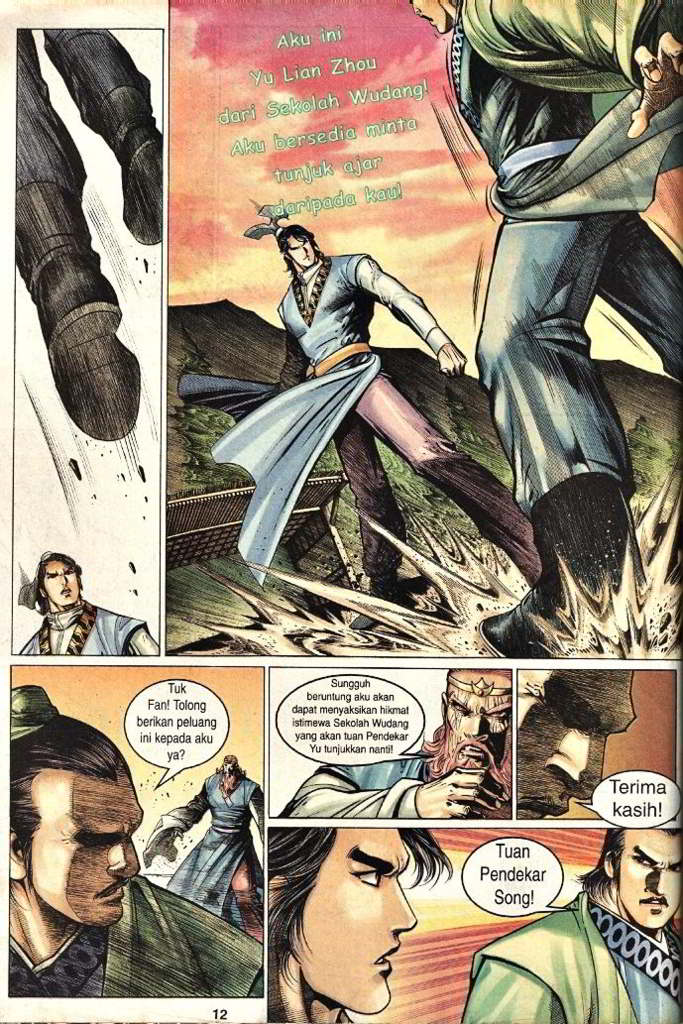 Aku ini
Yu Lian Zhou
dari Sekolah Wudang!
Aku bersedia minta
tunjuk ajar
daripada kau!
Tuk
Fan! Tolong
berikan peluang
ini kepada aku
ya?
Sungguh
beruntung aku akan
dapat menyaksikan hikmat
istimewa Sekolah Wudang
yang akan tuan Pendekar
Yu tunjukkan nanti!
Terima
kasih!
Tuan
Pendekar
Song!
12